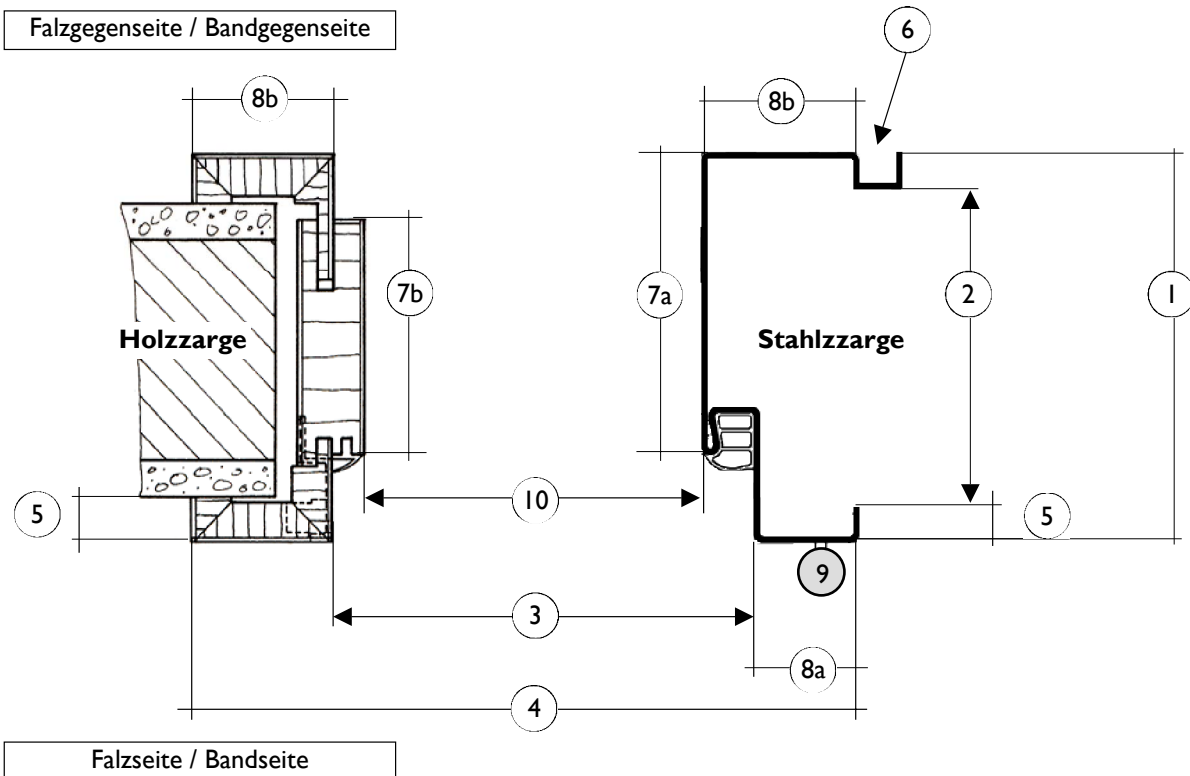 Falzgegenseite / Bandgegenseite
6
8b
8b
7b
7a
2
1
Holzzarge
Stahlzzarge
5
10
5
9
3
8a
4
Falzseite / Bandseite